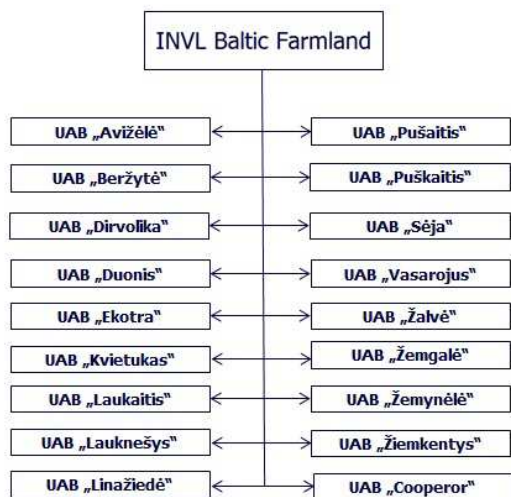 INVL Baltic Farmland
UAB „Avižėlė“
UAB „Pušaitis“
UAB „Beržytė“
UAB „Puškaitis“
UAB „Dirvolika“
UAB „Sėja“
UAB „Duonis“
UAB „Vasarojus“
UAB „Ekotra“
UAB „Žalvė“
UAB „Kvietukas“
UAB „Žemgalė“
UAB „Laukaitis“
UAB „Žemynėlė“
UAB „Lauknešys“
UAB „Žiemkentys“
UAB „Linažiedė“
UAB „Cooperor“